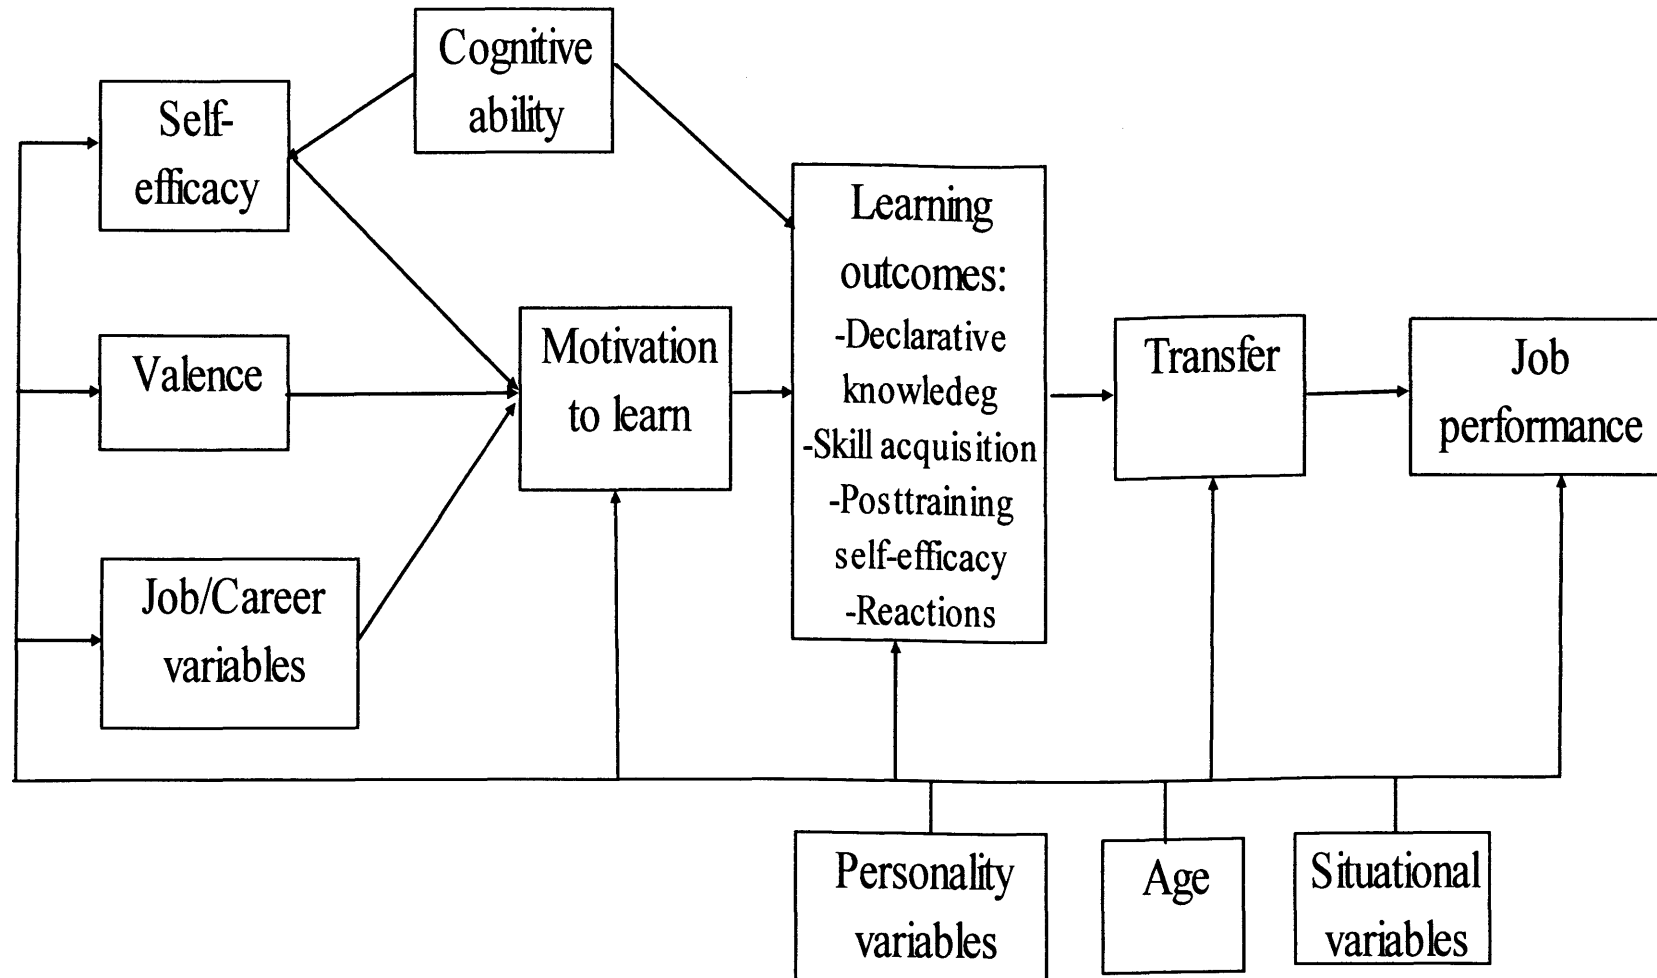 Cognitive
ability
Self-
efficacy
Learning
outcomes:
-Declarative
knowledeg
-Skill acquisition
-Posttraining
self-efficacy
-Reactions
Valence
Motivation
to learn
Transfer
Job
performance
Job/Career
variables
Personality
variables
Age
Situational
variables